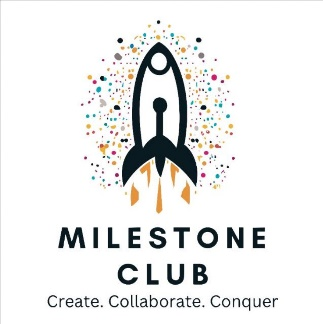 MILESTONE
CLUB
Create. Collaborate. Conquer